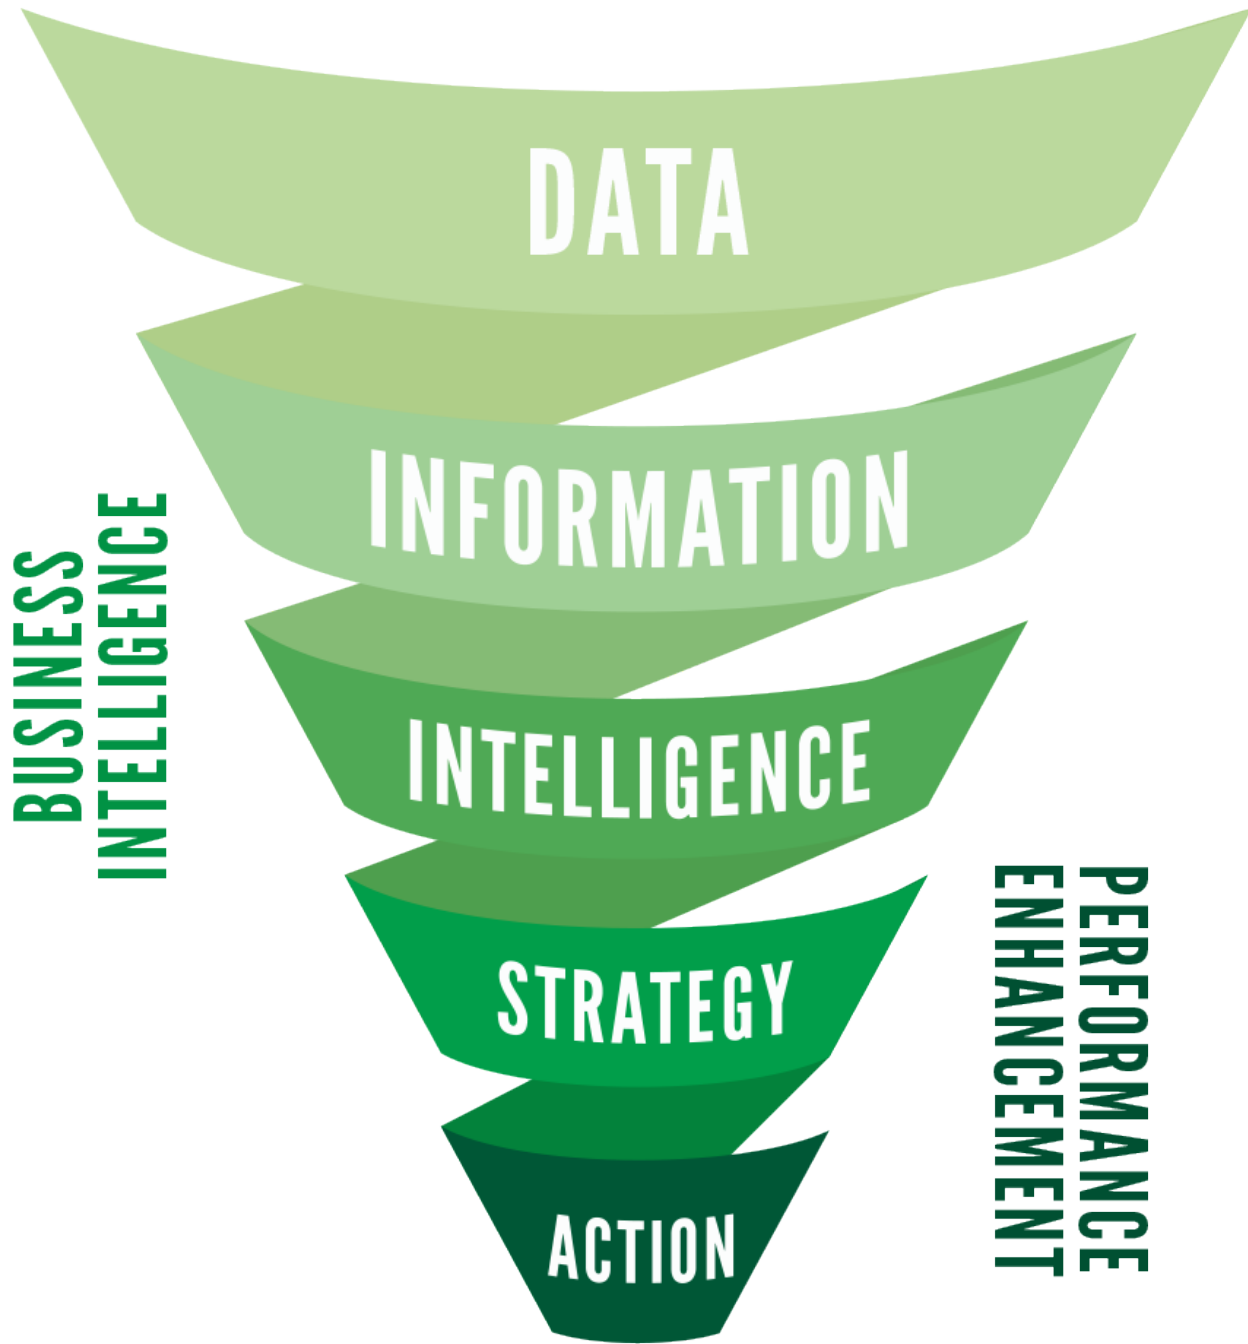 DATA
INFORMATION
INTELLIGENCE
STRATEGY
ACTION
BUSINESS
INTELLIGENCE
PERFORMANCE
ENHANCEMENT